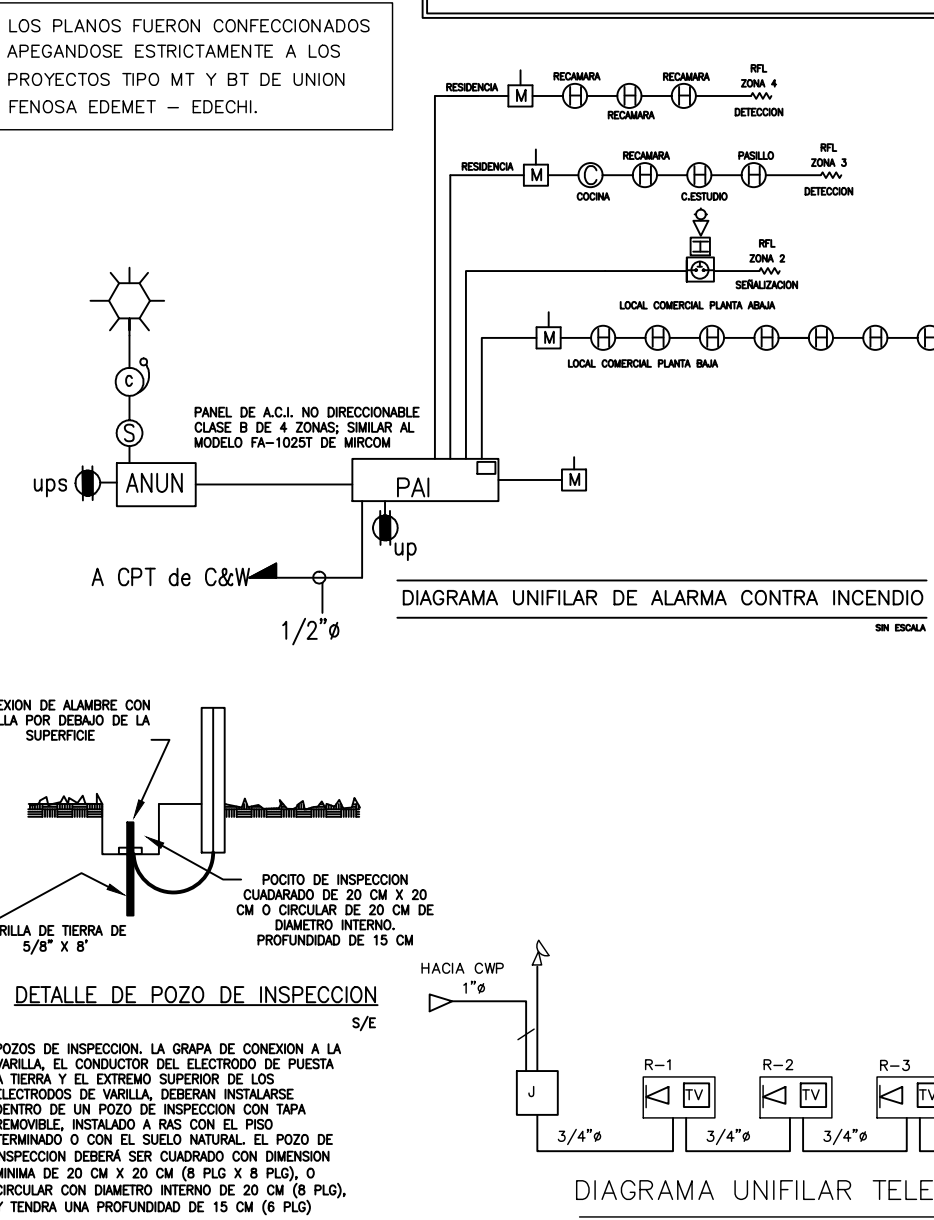 LOS PLANOS FUERON CONFECCIONADOS
APEGANDOSE ESTRICTAMENTE A LOS
PROYECTOS TIPO MT Y BT DE UNION
FENOSA EDEMET – EDECHI.
RESIDENCIA
M
RECAMARA
H
RECAMARA
H
RECAMARA
H
RFL
ZONA 4
DETECCION
RESIDENCIA
M
C
COCINA
RECAMARA
H
H
C.ESTUDIO
PASILLO
H
RFL
ZONA 3
DETECCION
RFL
ZONA 2
SEÑALIZACION
LOCAL COMERCIAL PLANTA ABAJA
M
H
H
H
H
H
H
LOCAL COMERCIAL PLANTA BAJA
C
S
PANEL DE A.C.I. NO DIRECCIONABLE
CLASE B DE 4 ZONAS; SIMILAR AL
MODELO FA-1025T DE MIRCOM
ups
ANUN
PAI
M
up
A CPT de C&W
1/2"ø
DIAGRAMA UNIFILAR DE ALARMA CONTRA INCENDIO
SIN ESCALA
EXION DE ALAMBRE CON
LLA POR DEBAJO DE LA
SUPERFICIE
POCITO DE INSPECCION
CUADARADO DE 20 CM X 20
CM O CIRCULAR DE 20 CM DE
DIAMETRO INTERNO.
PROFUNDIDAD DE 15 CM
RILLA DE TIERRA DE
5/8" X 8'
DETALLE DE POZO DE INSPECCION
S/E
POZOS DE INSPECCION. LA GRAPA DE CONEXION A LA
VARILLA, EL CONDUCTOR DEL ELECTRODO DE PUESTA
A TIERRA Y EL EXTREMO SUPERIOR DE LOS
ELECTRODOS DE VARILLA, DEBERAN INSTALARSE
DENTRO DE UN POZO DE INSPECCION CON TAPA
REMOVIBLE, INSTALADO A RAS CON EL PISO
TERMINADO O CON EL SUELO NATURAL. EL POZO DE
INSPECCION DEBERÁ SER CUADRADO CON DIMENSION
MINIMA DE 20 CM X 20 CM (8 PLG X 8 PLG), O
CIRCULAR CON DIAMETRO INTERNO DE 20 CM (8 PLG),
Y TENDRA UNA PROFUNDIDAD DE 15 CM (6 PLG)
HACIA CWP
1"ø
J
R-1
TV
R-2
TV
R-3
TV
3/4"ø
3/4"ø
3/4"ø
DIAGRAMA UNIFILAR TELE